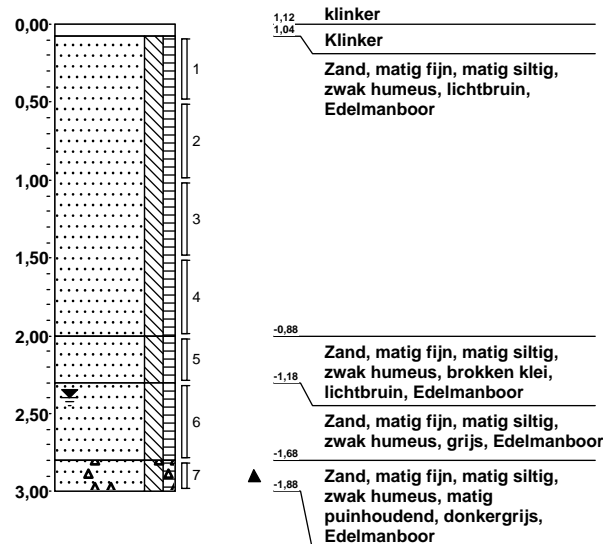 0,00
0,50
1,00
1,50
2,00
2,50
3,00
1
2
3
4
5
6
7
1,12
klinker
1,04
Klinker
Zand, matig fijn, matig siltig,
zwak humeus, lichtbruin,
Edelmanboor
-0,88
Zand, matig fijn, matig siltig,
zwak humeus, brokken klei,
lichtbruin, Edelmanboor
-1,18
Zand, matig fijn, matig siltig,
zwak humeus, grijs, Edelmanboor
-1,68
Zand, matig fijn, matig siltig,
zwak humeus, matig
puinhoudend, donkergrijs,
Edelmanboor
-1,88